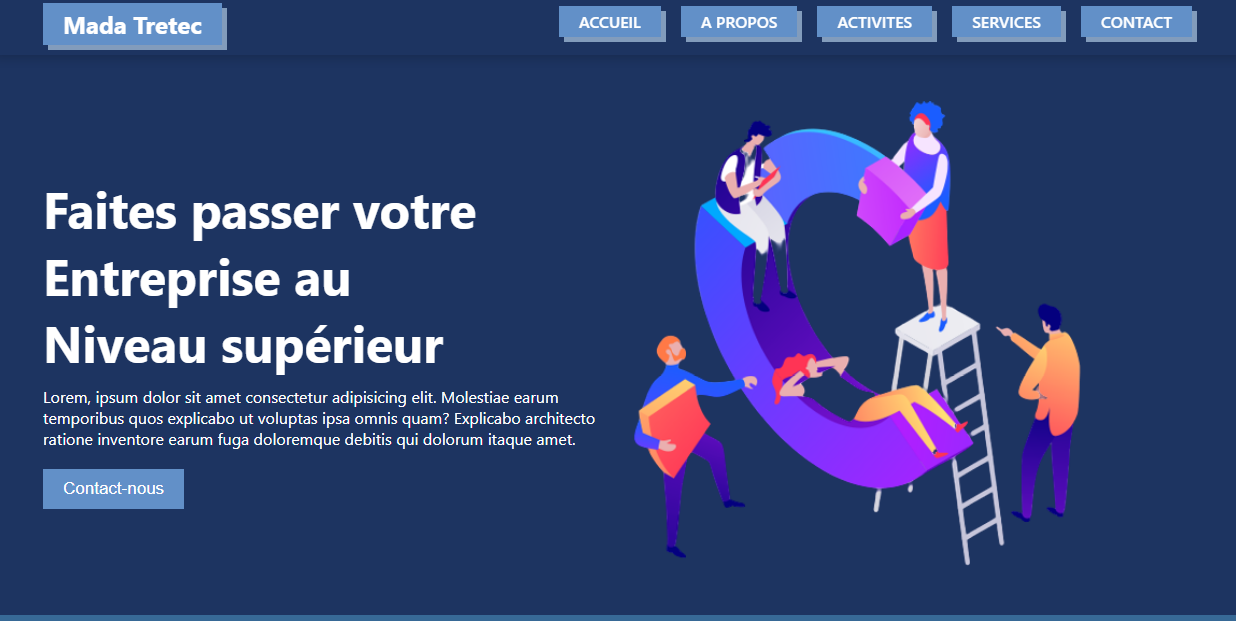 Mada Tretec
ACCUEIL
A PROPOS
ACTIVITES
SERVICES
CONTACT
Faites passer votre
Entreprise au
Niveau supérieur
Lorem, ipsum dolor sit amet consectetur adipisicing elit. Molestiae earum
temporibus quos explicabo ut voluptas ipsa omnis quam? Explicabo architecto
ratione inventore earum fuga doloremque debitis qui dolorum itaque amet.
Contact-nous